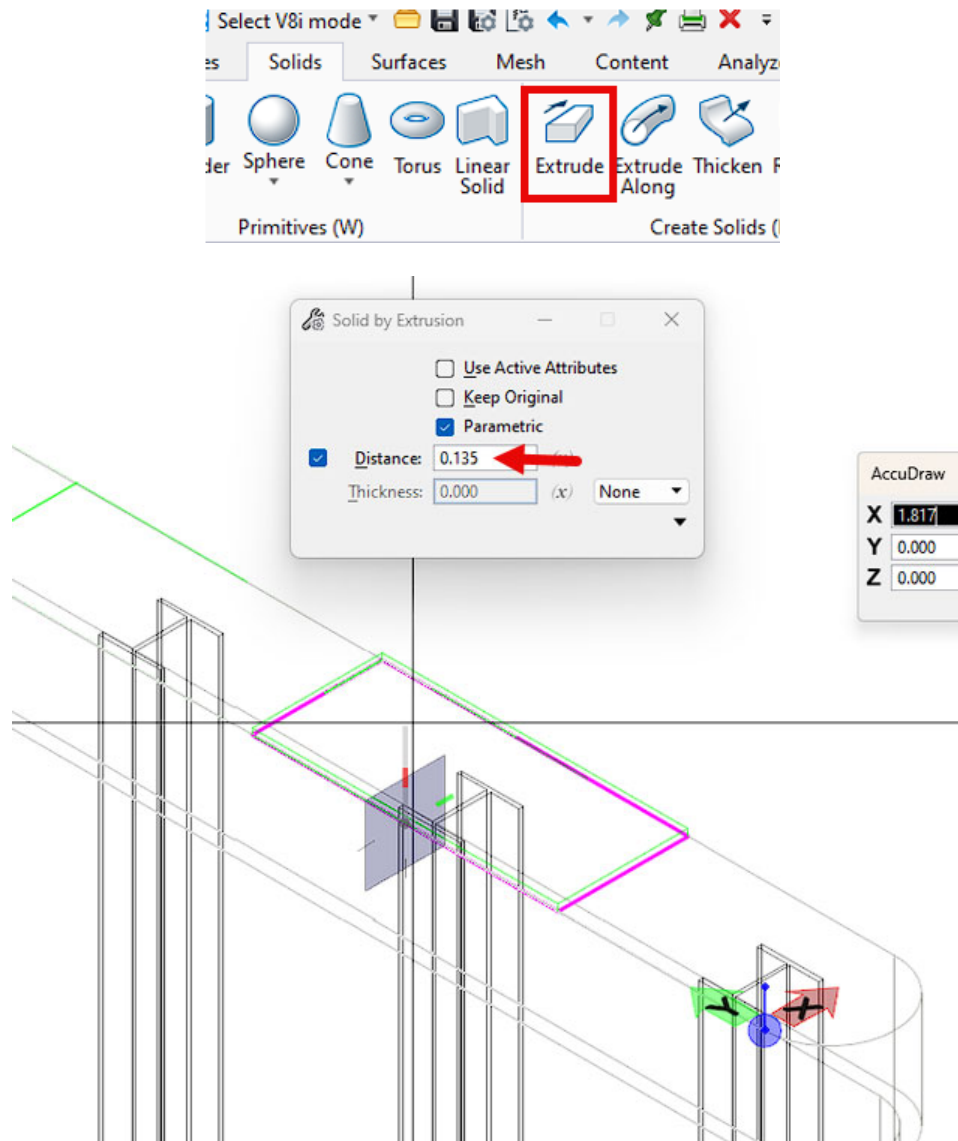 Select V8i mode
Solids Surfaces Mesh Content
Sphere Cone Torus Linear Solid Extrude Extrude Along Thicken
Primitives (W) Create Solids
Solid by Extrusion
Use Active Attributes
Keep Original
Parametric
Distance: 0.135
Thickness: 0.000 (x) None
AccuDraw
X 1.817
Y 0.000
Z 0.000
Y X